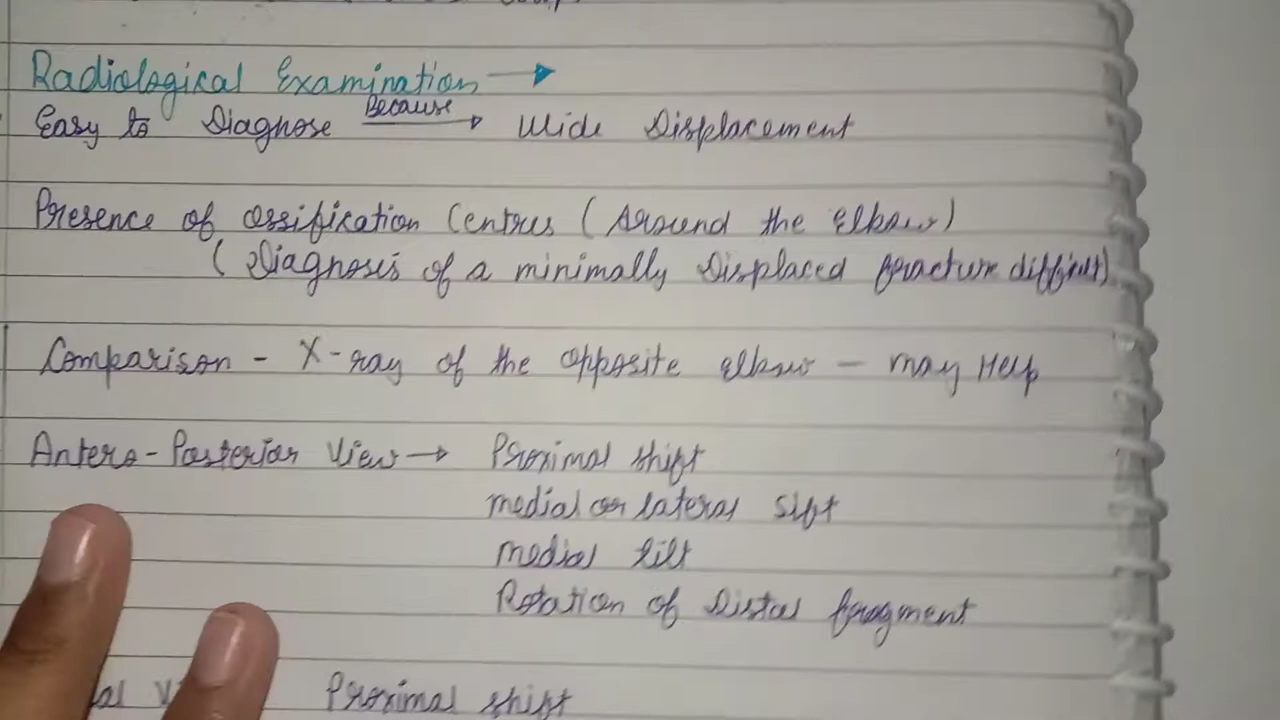 Radiological Examination →
Easy to Diagnose Because → Wide Displacement
Presence of ossification Centres (Around the elbow)
(Diagnosis of a minimally Displaced fracture difficult)
Comparison - X-ray of the opposite elbow - may Help
Antero-Posterior View → Proximal shift
medial or lateral sift
medial tilt
Rotation of Distal fragment
Proximal shift